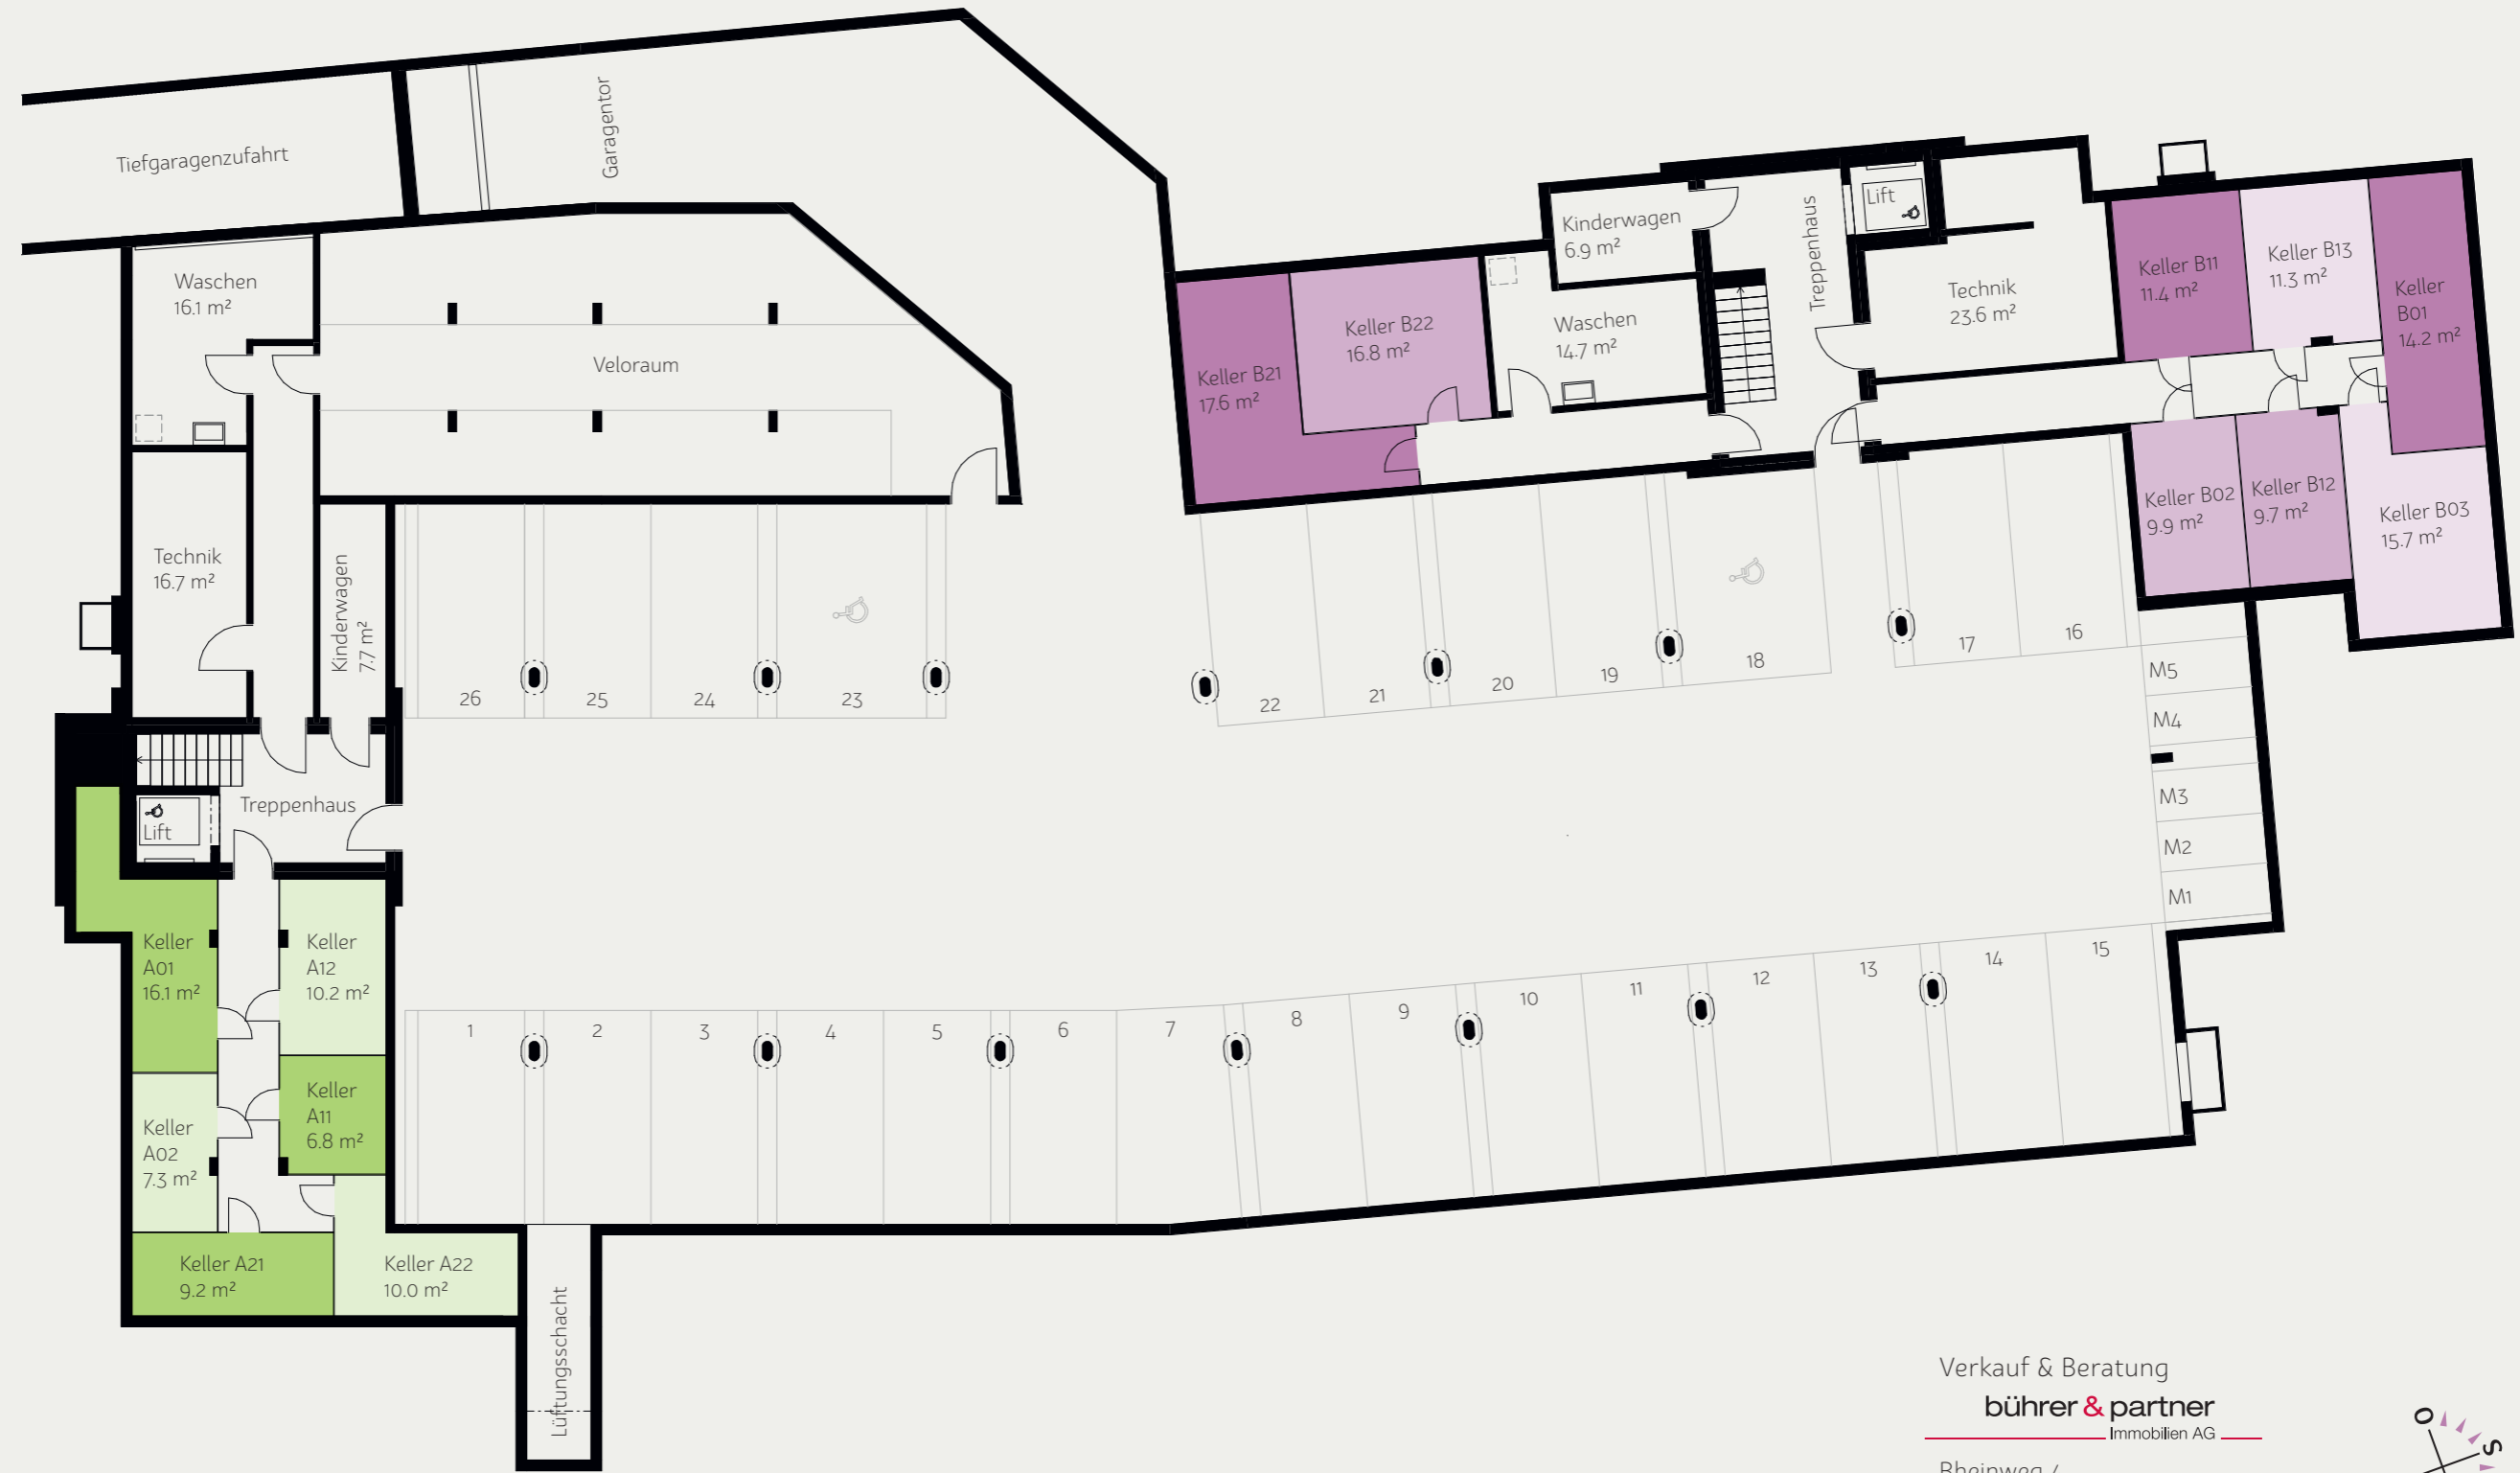 Tiefgaragenzufahrt
Garagentor
Waschen
16.1 m²
Veloraum
Technik
16.7 m²
Kinderwagen
7.7 m²
26
25
24
23
Treppenhaus
Lift
Keller
A01
16.1 m²
Keller
A12
10.2 m²
Keller
A11
6.8 m²
Keller
A02
7.3 m²
Keller A21
9.2 m²
Keller A22
10.0 m²
Lüftungsschacht
Kinderwagen
6.9 m²
Treppenhaus
Lift
Technik
23.6 m²
Keller B11
11.4 m²
Keller B13
11.3 m²
Keller
B01
14.2 m²
Keller B21
17.6 m²
Keller B22
16.8 m²
Waschen
14.7 m²
Keller B02
9.9 m²
Keller B12
9.7 m²
Keller B03
15.7 m²
22
21
20
19
18
17
16
M5
M4
M3
M2
M1
1
2
3
4
5
6
7
8
9
10
11
12
13
14
15
Verkauf & Beratung
bührer & partner
Immobilien AG
Rheinweg 4
O
S